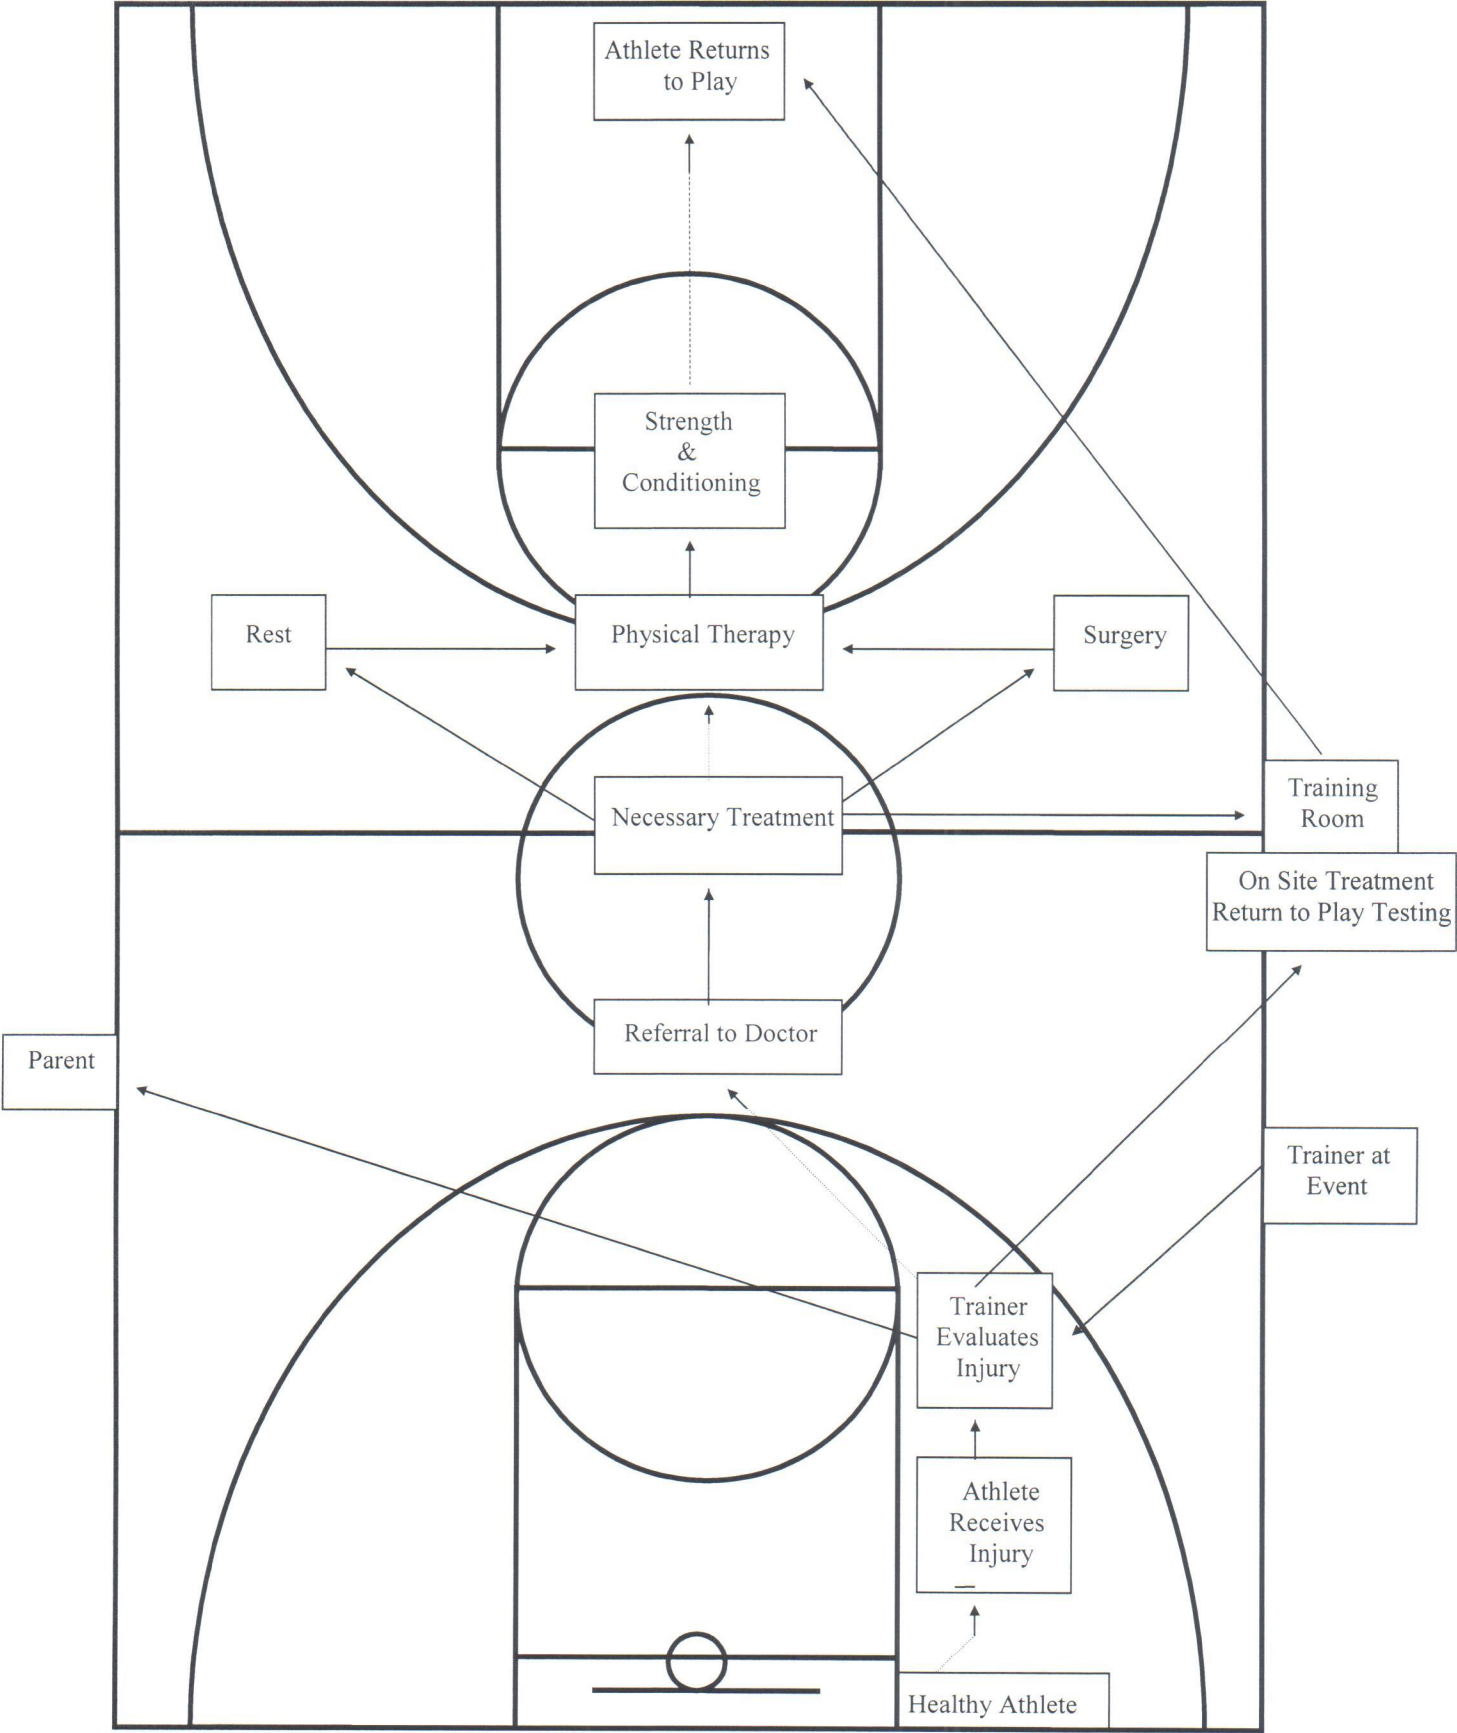 Athlete Returns
to Play
Strength
&
Conditioning
Rest
Physical Therapy
Surgery
Necessary Treatment
Training
Room
On Site Treatment
Return to Play Testing
Referral to Doctor
Parent
Trainer at
Event
Trainer
Evaluates
Injury
Athlete
Receives
Injury
Healthy Athlete